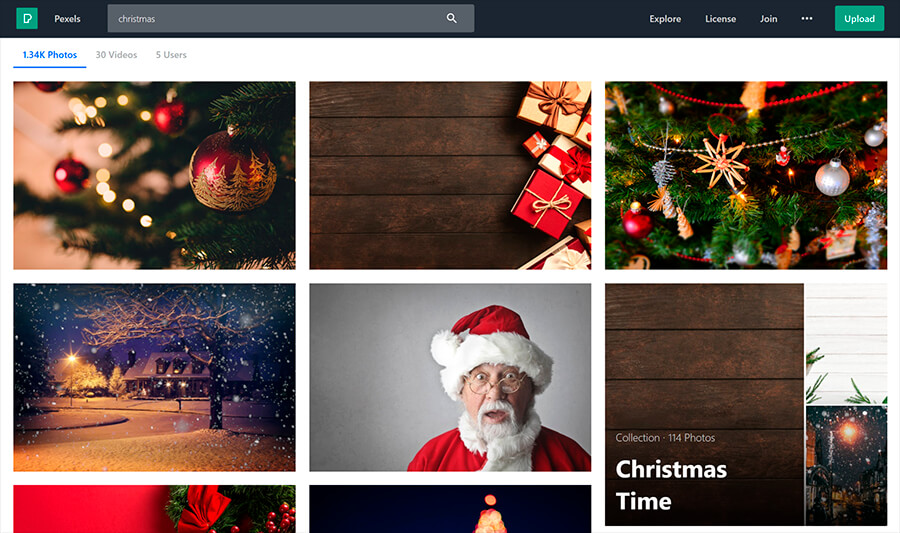 Pexels
christmas
Explore
License
Join
Upload
1.34K Photos
30 Videos
5 Users
Collection · 114 Photos
Christmas
Time